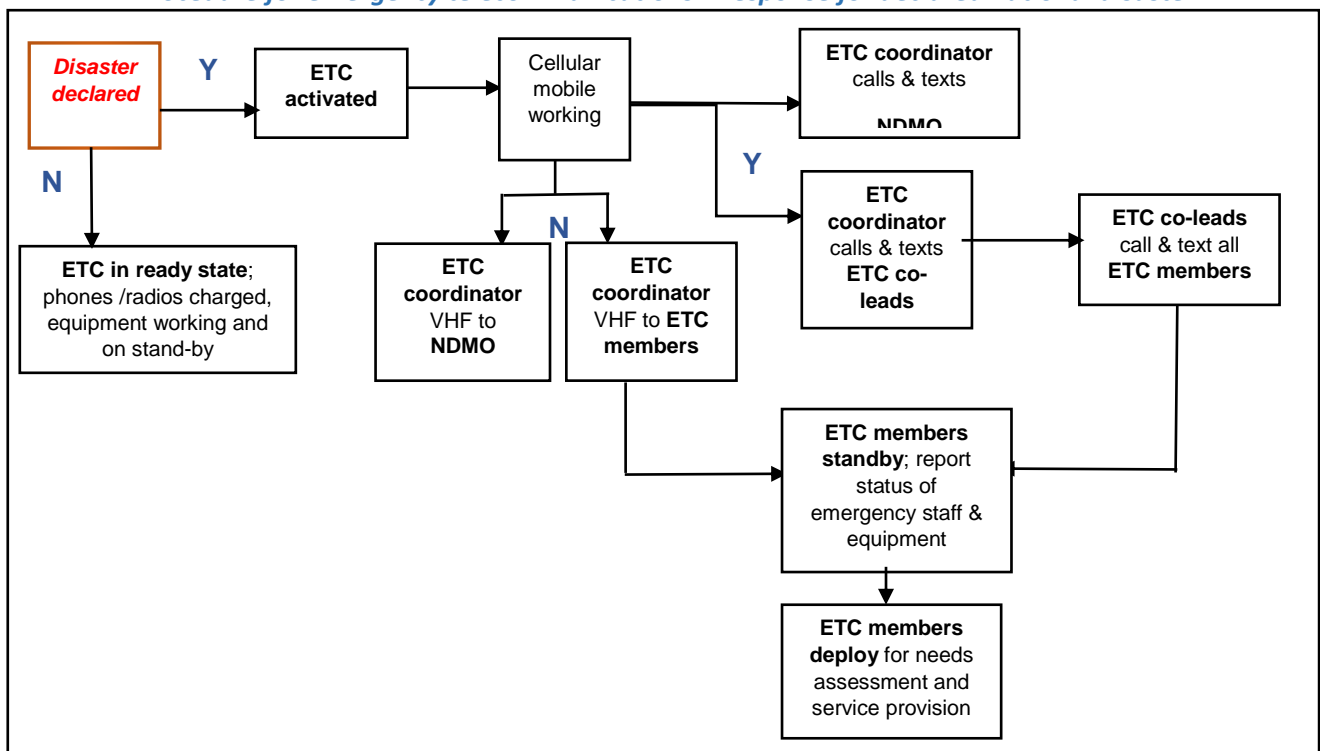 Disaster
declared
Y
ETC
activated
Cellular
mobile
working
ETC coordinator
calls & texts
NDMO
N
Y
ETC in ready state;
phones /radios charged,
equipment working and
on stand-by
N
ETC
coordinator
VHF to
NDMO
ETC
coordinator
VHF to ETC
members
ETC
coordinator
calls & texts
ETC co-
leads
ETC co-leads
call & text all
ETC members
ETC members
standby; report
status of
emergency staff &
equipment
ETC members
deploy for needs
assessment and
service provision